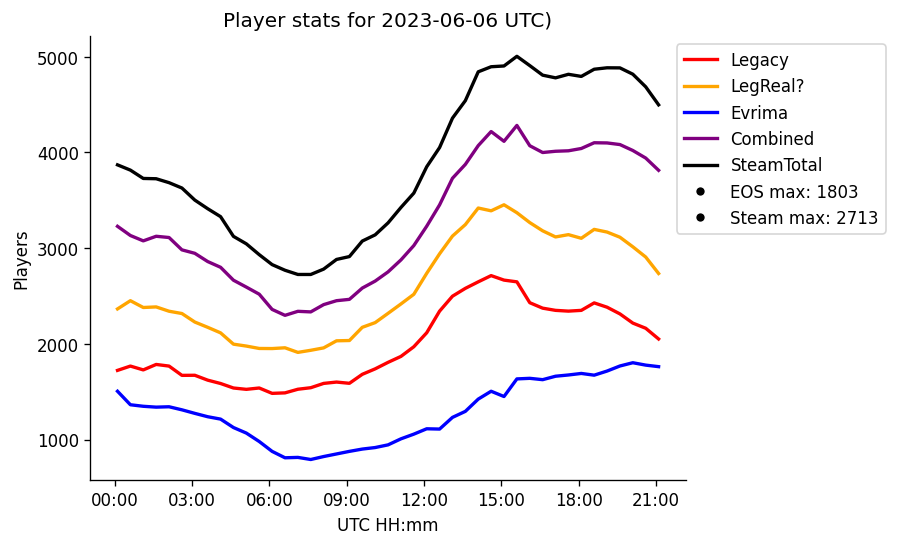 Player stats for 2023-06-06 UTC)
Legacy
LegReal?
Evrima
Combined
SteamTotal
EOS max: 1803
Steam max: 2713
Players
5000
4000
3000
2000
1000
00:00 03:00 06:00 09:00 12:00 15:00 18:00 21:00
UTC HH:mm